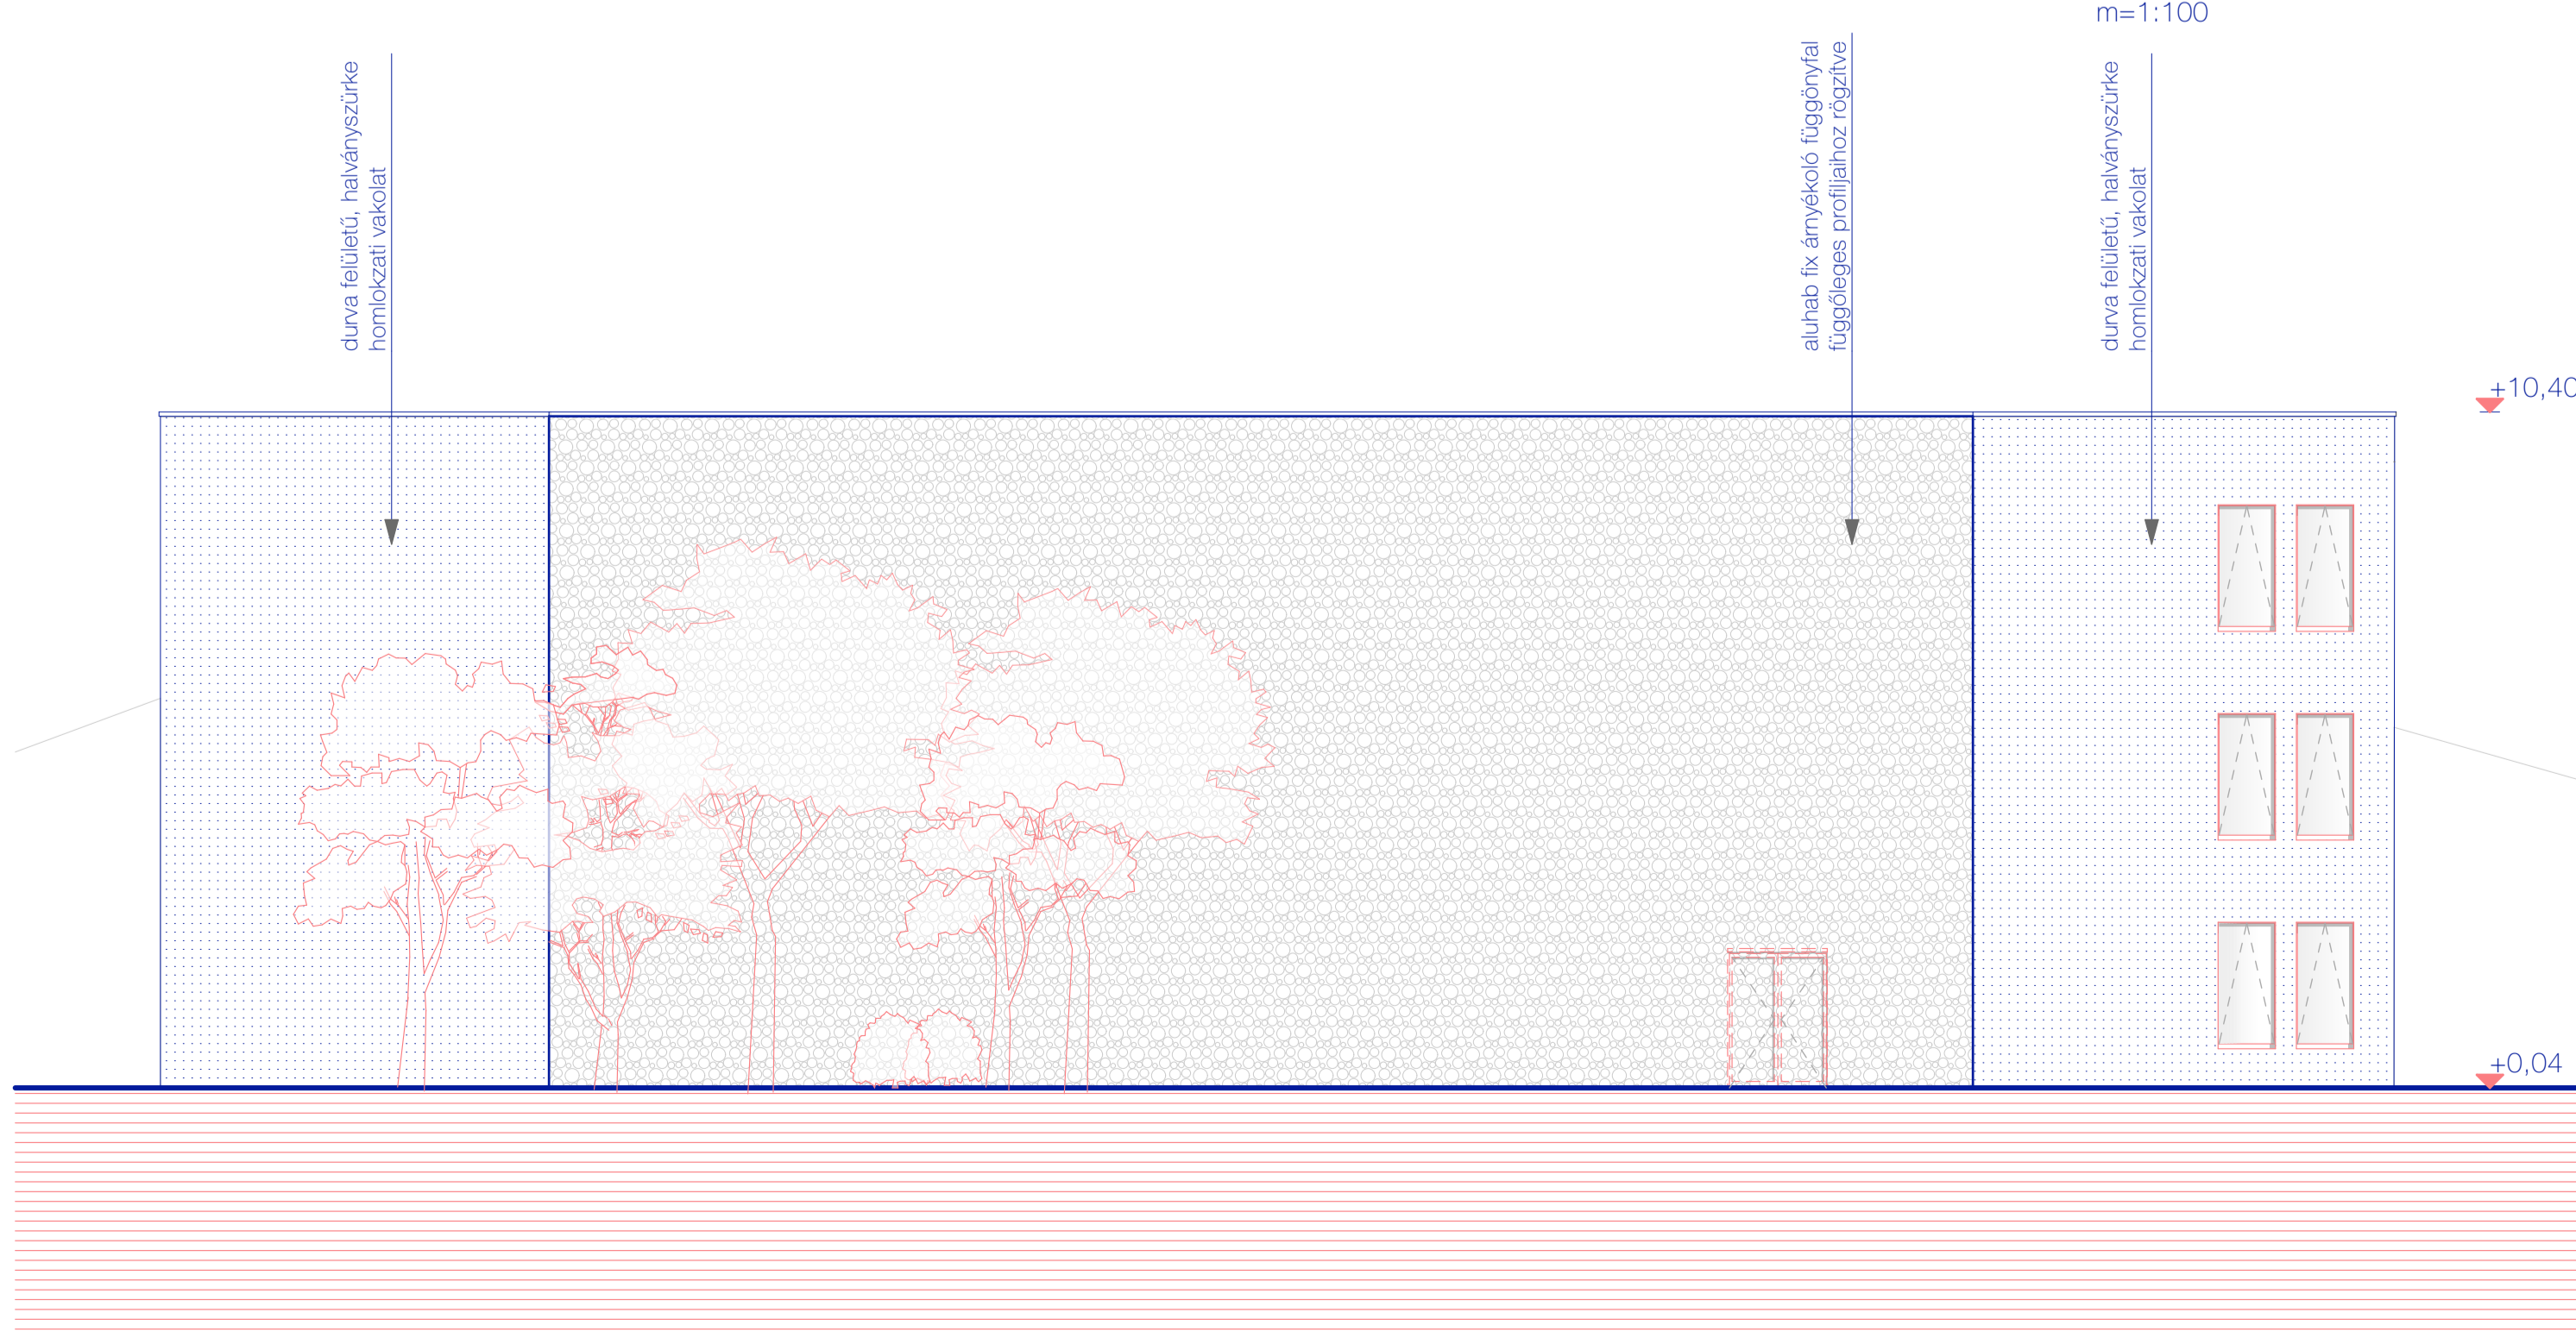 m=1:100
durva felületű, halványszürke
homlokzati vakolat
aluhab fix árnyékoló függönyfal
függőleges profiljaihoz rögzítve
durva felületű, halványszürke
homlokzati vakolat
+10,40
+0,04